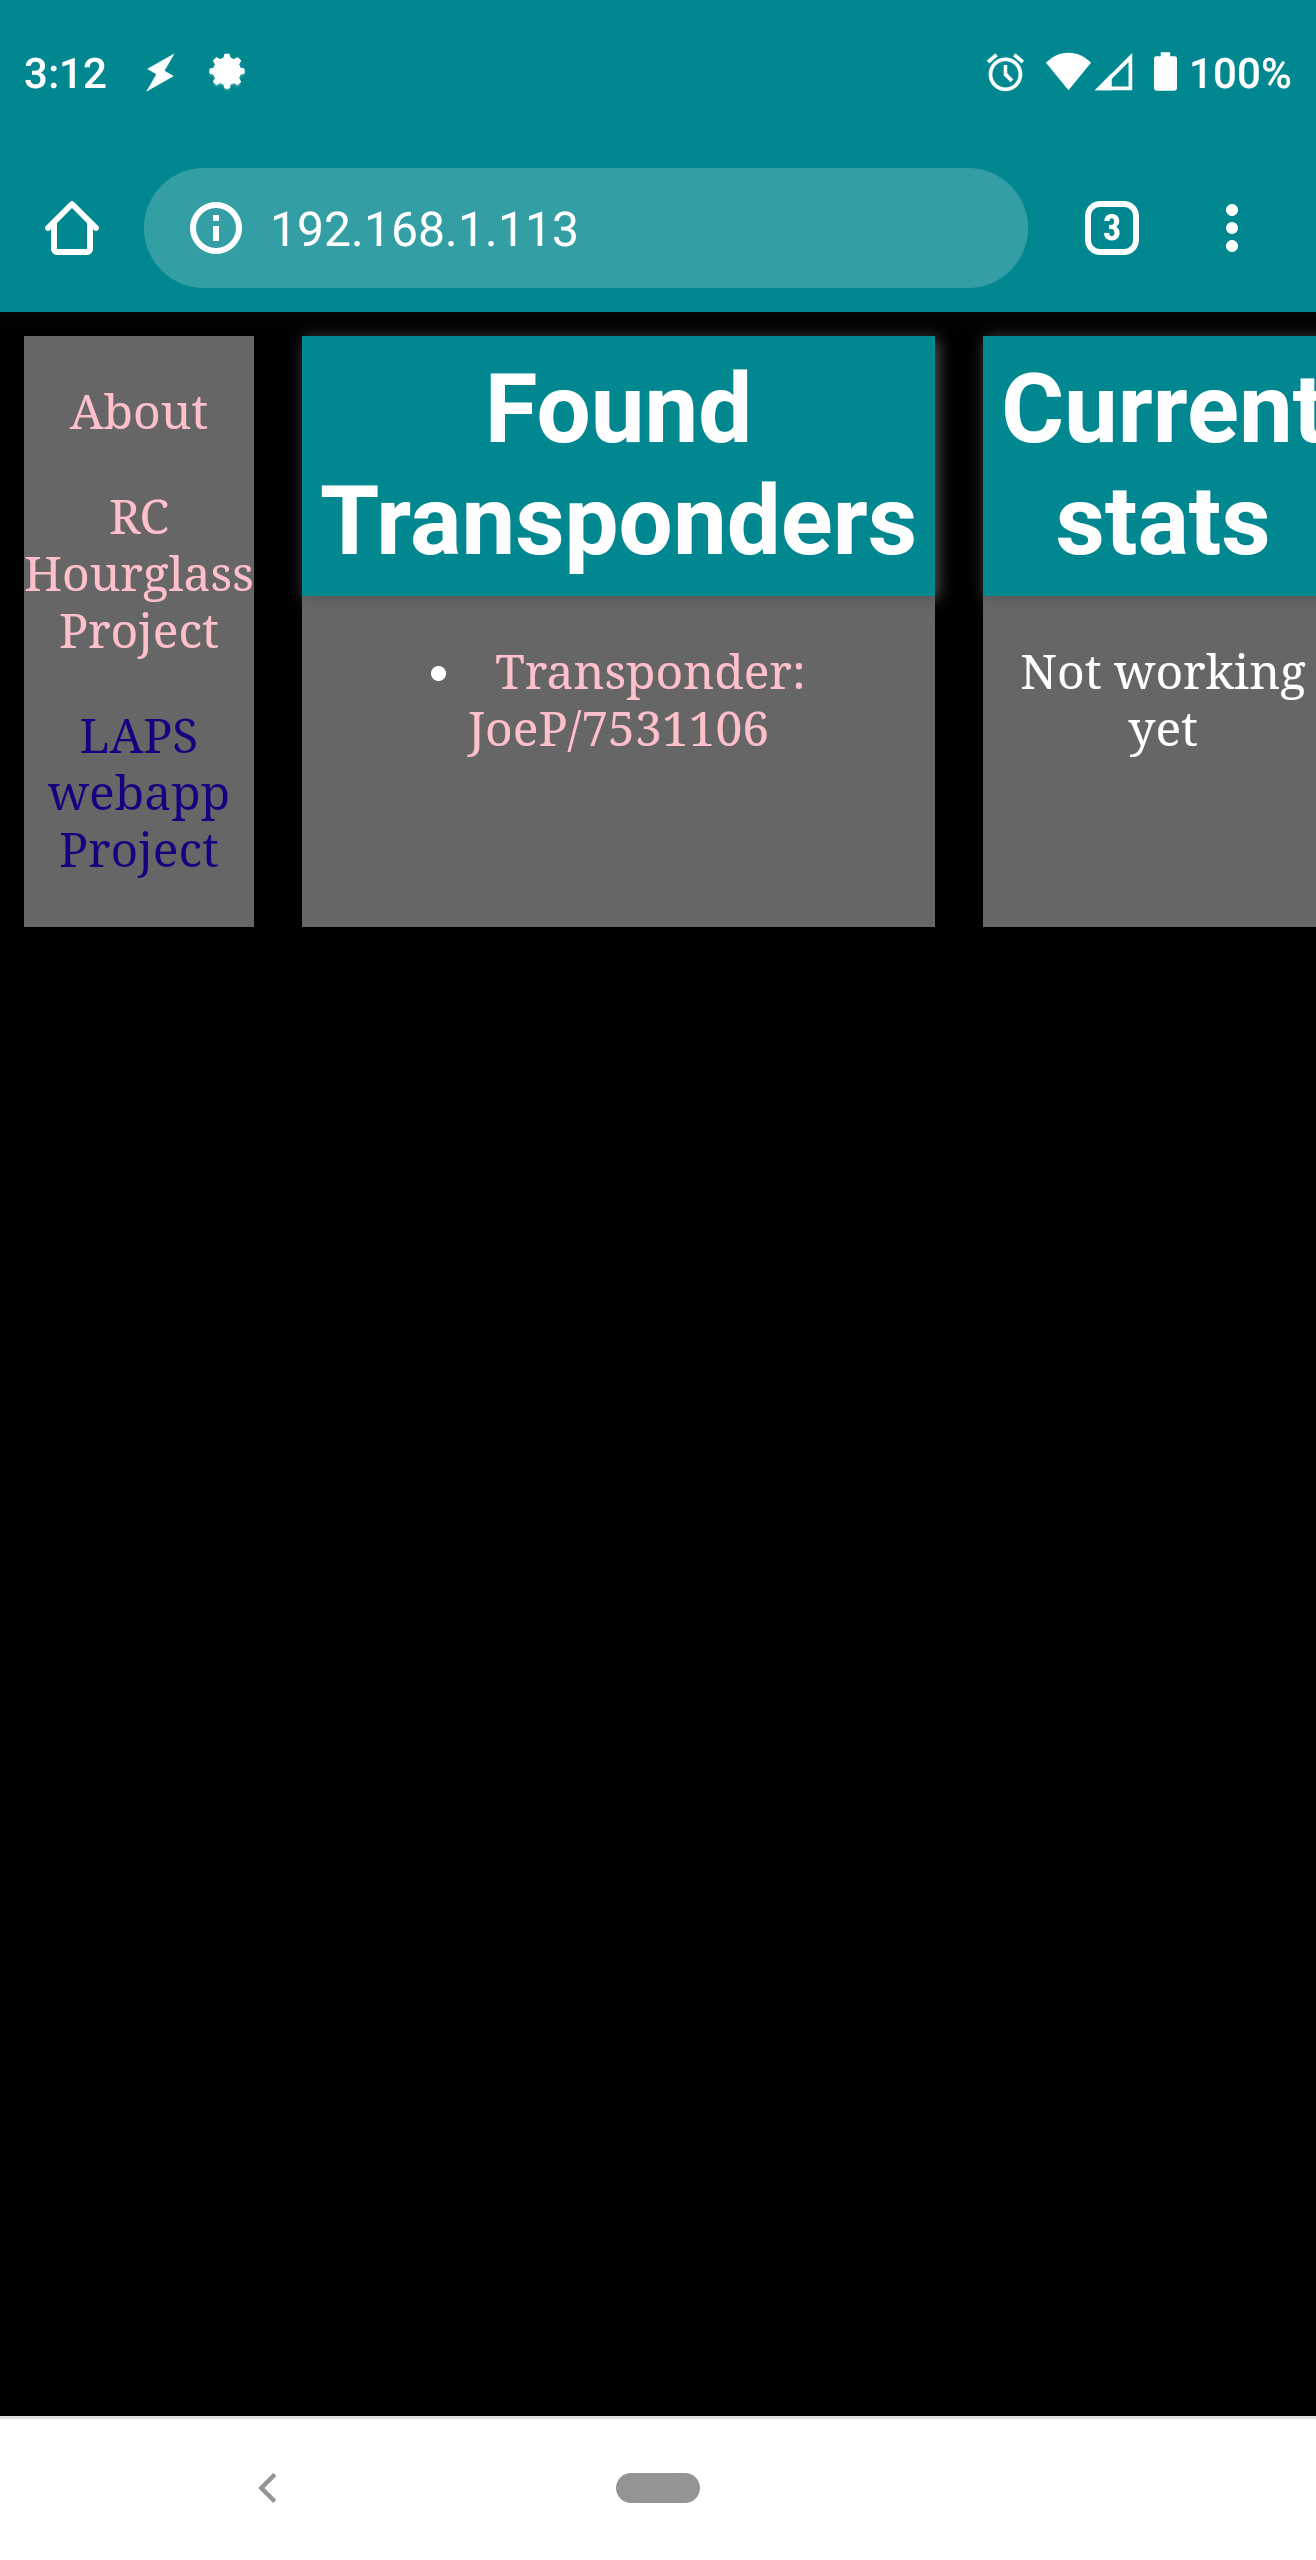 3:12
100%
192.168.1.113
3
About
RC
Hourglass
Project
LAPS
webapp
Project
Found
Transponders
Transponder:
JoeP/7531106
Current
stats
Not working
yet